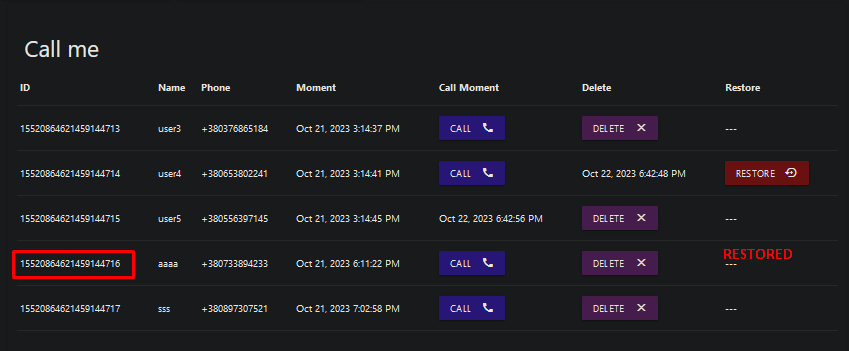 Call me
ID Name Phone Moment Call Moment Delete Restore
15520864621459144713 user3 +380376865184 Oct 21, 2023 3:14:37 PM CALL DELETE ---
15520864621459144714 user4 +380653802241 Oct 21, 2023 3:14:41 PM CALL Oct 22, 2023 6:42:48 PM RESTORE
15520864621459144715 user5 +380556397145 Oct 21, 2023 3:14:45 PM Oct 22, 2023 6:42:56 PM DELETE ---
RESTORED
15520864621459144716 aaaa +380733894233 Oct 21, 2023 6:11:22 PM CALL DELETE ---
15520864621459144717 sss +380897307521 Oct 21, 2023 7:02:58 PM CALL DELETE ---